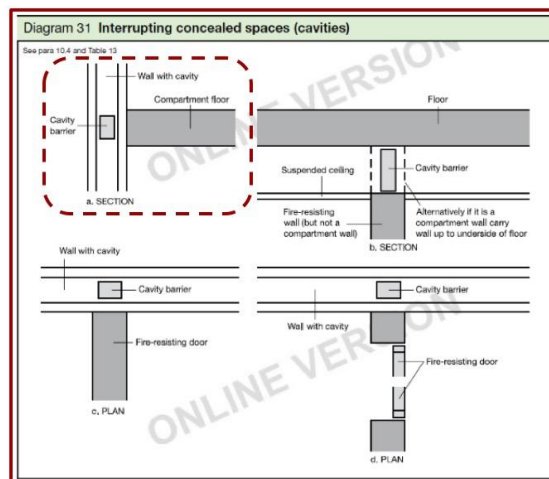 Diagram 31 Interrupting concealed spaces (cavities)
See para 10.4 and Table 13
Wall with cavity
Compartment floor
Cavity
barrier
a. SECTION
Floor
Cavity barrier
Suspended ceiling
Fire-resisting
wall (but not a
compartment wall)
Alternatively if it is a
compartment wall carry
wall up to underside of floor
b. SECTION
Wall with cavity
Cavity barrier
Fire-resisting door
c. PLAN
Cavity barrier
Wall with cavity
Fire-resisting door
d. PLAN
ONLINE VERSION
ONLINE VERSION